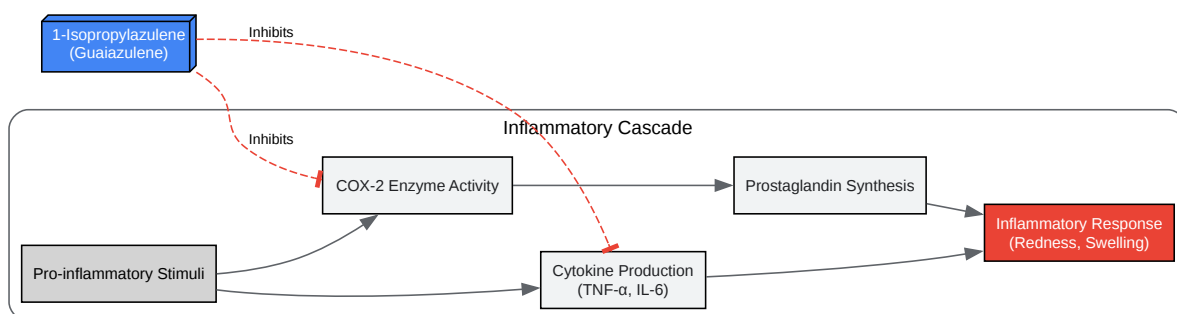 1-Isopropylazulene
(Guaiazulene)
Inhibits
Inflammatory Cascade
Inhibits
COX-2 Enzyme Activity
Prostaglandin Synthesis
Inflammatory Response
(Redness, Swelling)
Pro-inflammatory Stimuli
Cytokine Production
(TNF-α, IL-6)